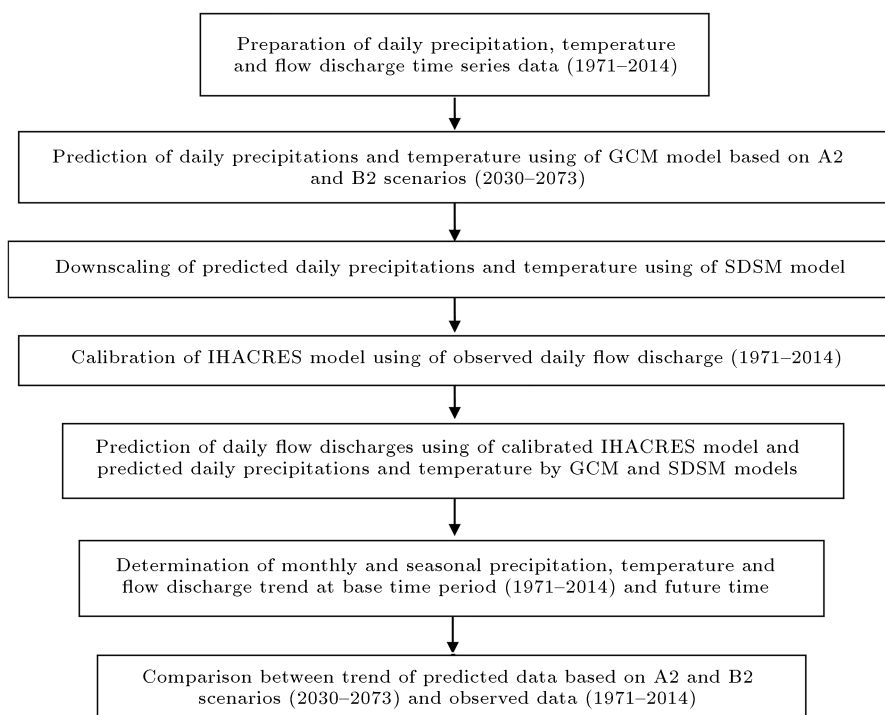 Preparation of daily precipitation, temperature
and flow discharge time series data (1971–2014)
Prediction of daily precipitations and temperature using of GCM model based on A2
and B2 scenarios (2030–2073)
Downscaling of predicted daily precipitations and temperature using of SDSM model
Calibration of IHACRES model using of observed daily flow discharge (1971–2014)
Prediction of daily flow discharges using of calibrated IHACRES model and
predicted daily precipitations and temperature by GCM and SDSM models
Determination of monthly and seasonal precipitation, temperature and
flow discharge trend at base time period (1971–2014) and future time
Comparison between trend of predicted data based on A2 and B2
scenarios (2030–2073) and observed data (1971–2014)